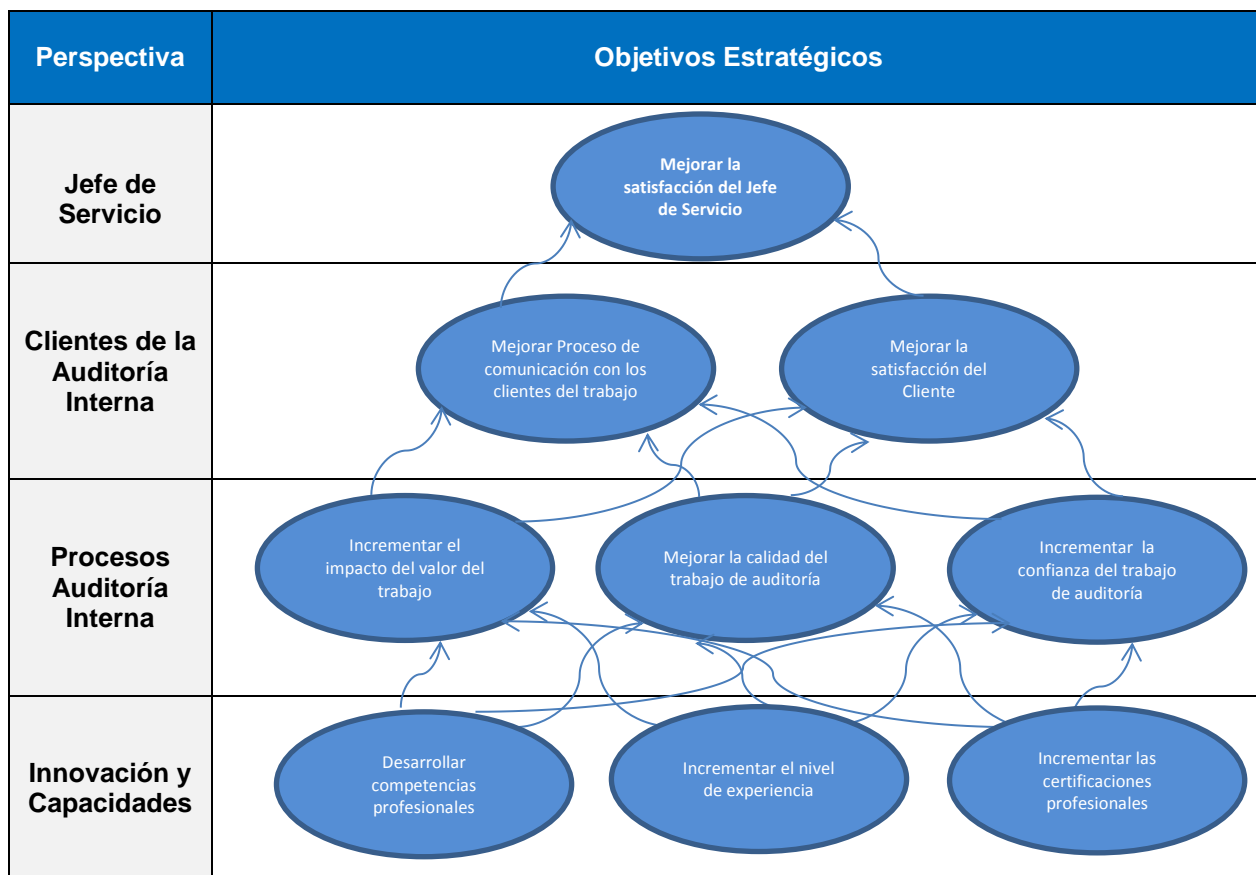 Perspectiva
Objetivos Estratégicos
Jefe de
Servicio
Mejorar la
satisfacción del Jefe
de Servicio
Clientes de la
Auditoría
Interna
Mejorar Proceso de
comunicación con los
clientes del trabajo
Mejorar la
satisfacción del
Cliente
Procesos
Auditoría
Interna
Incrementar el
impacto del valor del
trabajo
Mejorar la calidad del
trabajo de auditoría
Incrementar la
confianza del trabajo
de auditoría
Innovación y
Capacidades
Desarrollar
competencias
profesionales
Incrementar el nivel
de experiencia
Incrementar las
certificaciones
profesionales